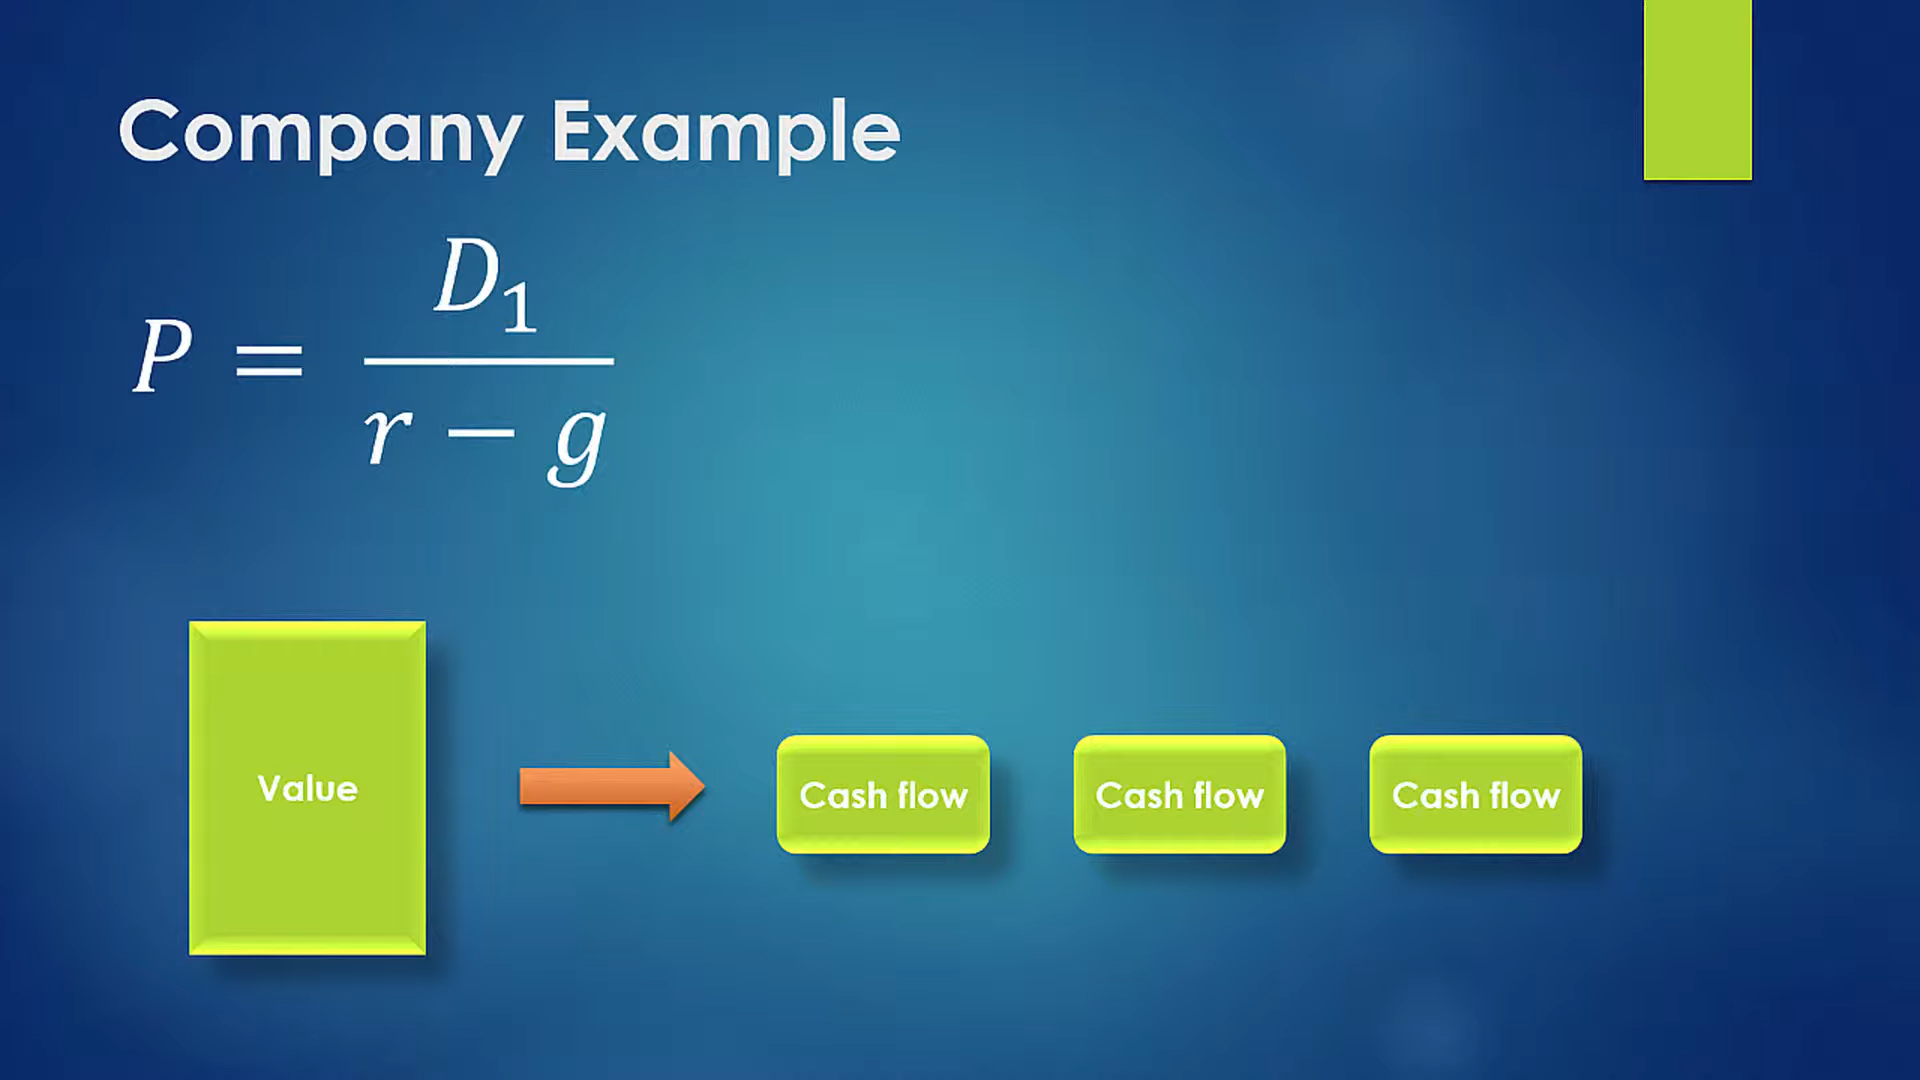 Company Example
P = D₁ / r − g
Value
Cash flow
Cash flow
Cash flow